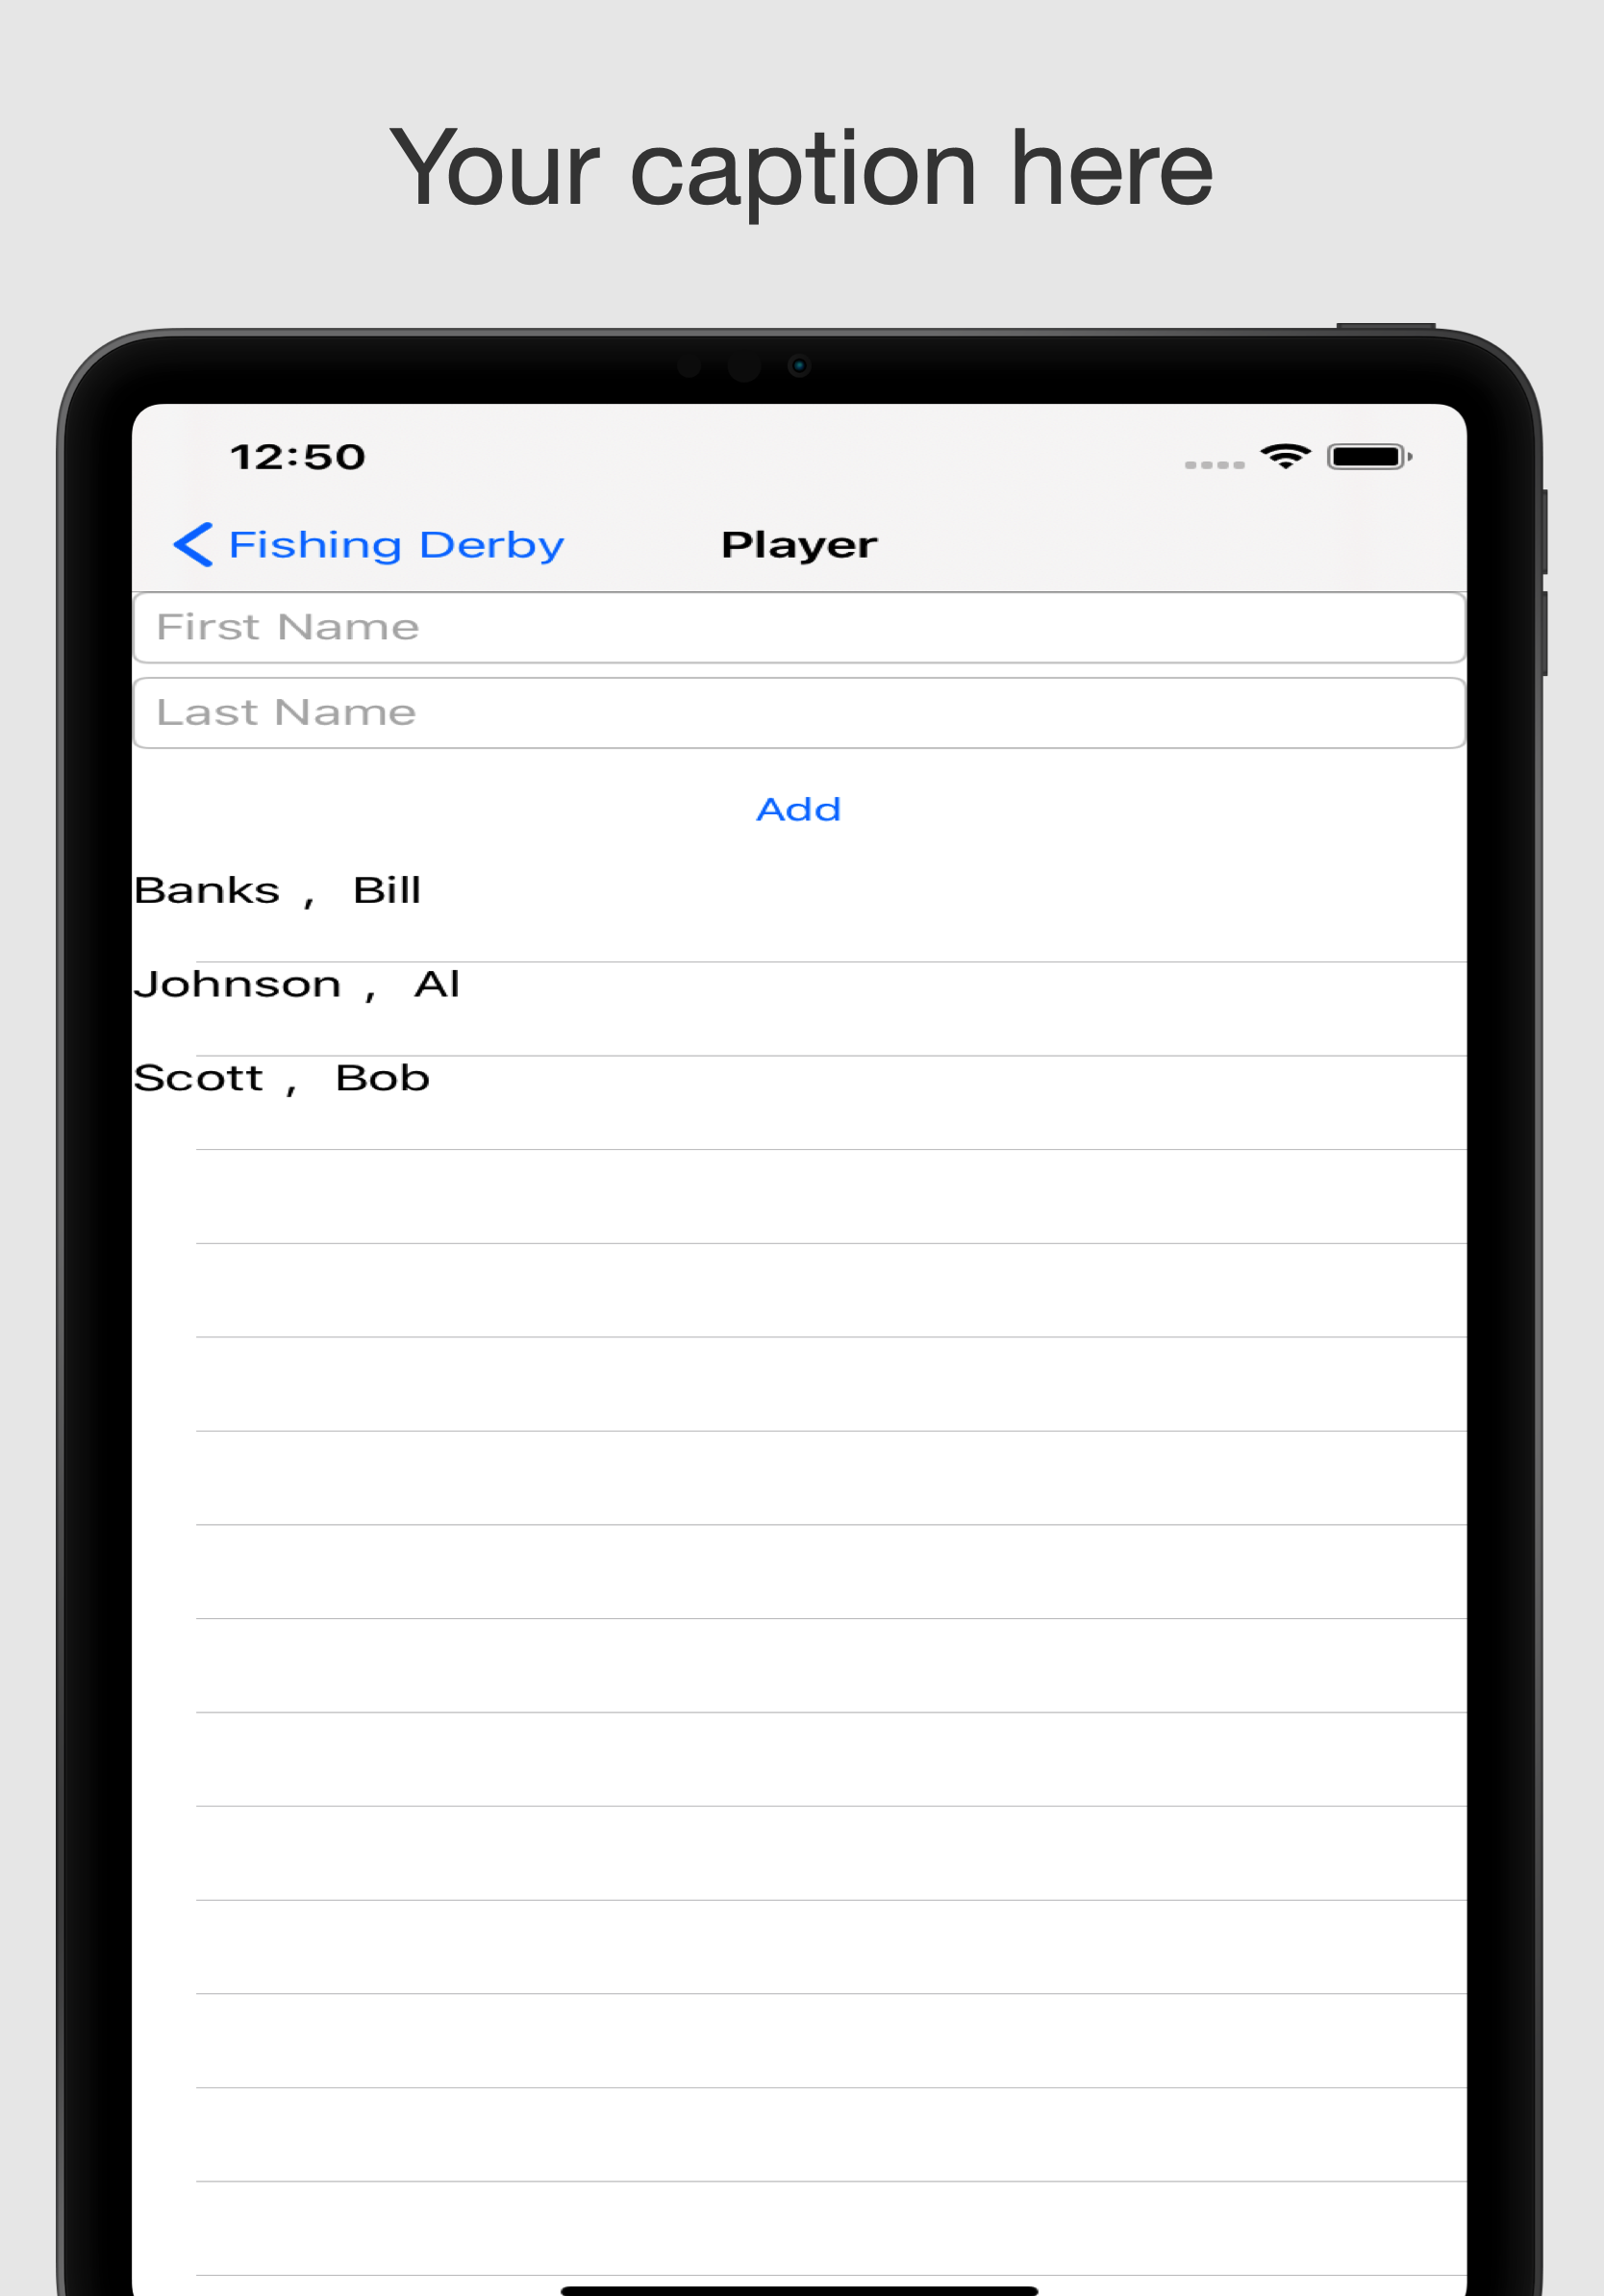 Your caption here
12:50
Fishing Derby Player
First Name
Last Name
Add
Banks , Bill
Johnson , Al
Scott , Bob